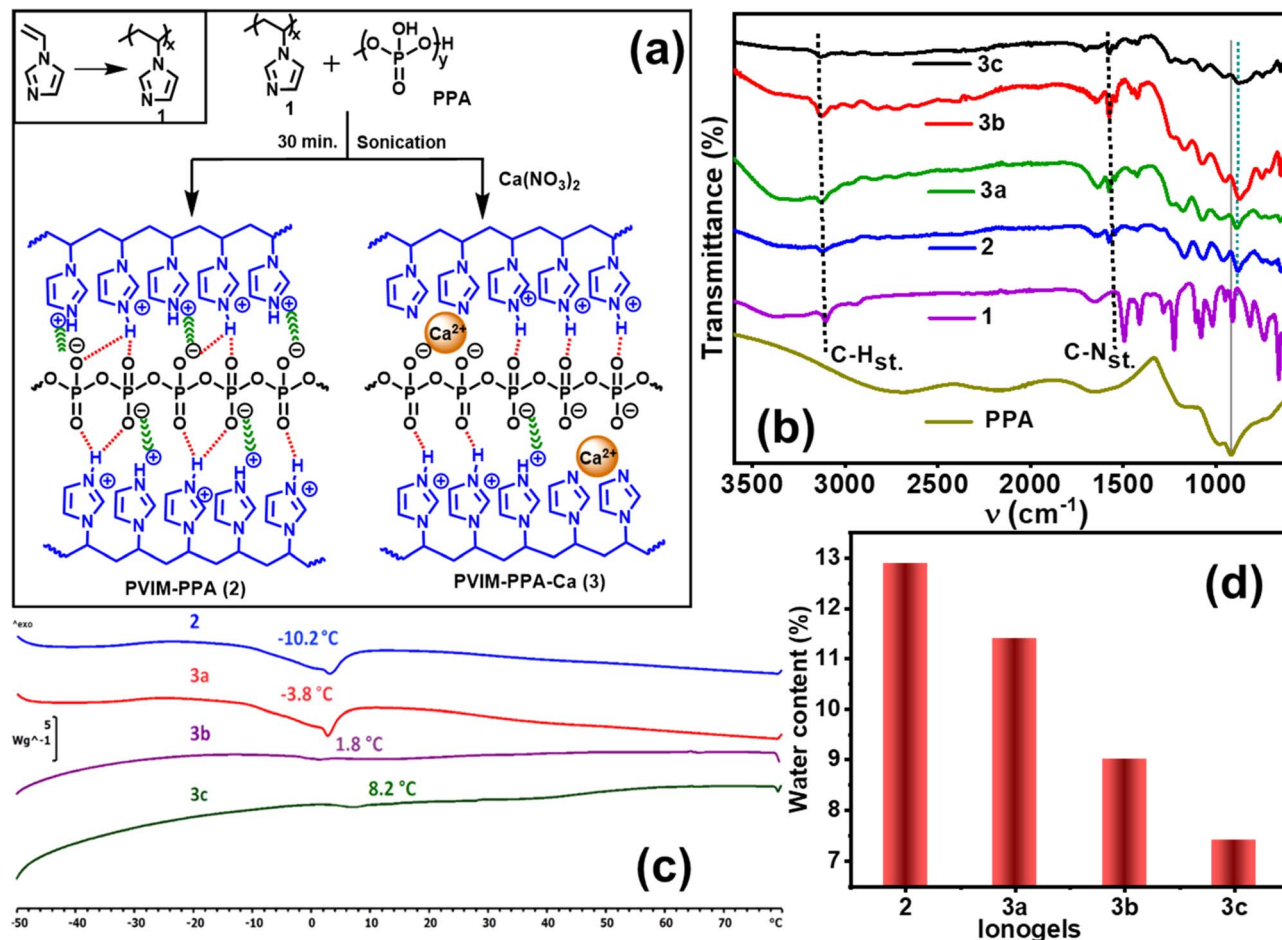 (a)
N
N
1
x
N
N
1
x
N
N
1
+
O
OH
P
O
O
H
y
PPA
30 min. Sonication
Ca(NO3)2
PVIM-PPA (2)
PVIM-PPA-Ca (3)
Ca2+
Ca2+
(b)
Transmittance (%)
3c
3b
3a
2
1
PPA
C-Hst.
C-Nst.
3500 3000 2500 2000 1500 1000
ν (cm-1)
(c)
^exo
2
-10.2 °C
3a
-3.8 °C
5
Wg^-1
3b
1.8 °C
3c
8.2 °C
-50 -40 -30 -20 -10 0 10 20 30 40 50 60 70 °C
(d)
Water content (%)
13
12
11
10
9
8
7
2 3a 3b 3c
Ionogels